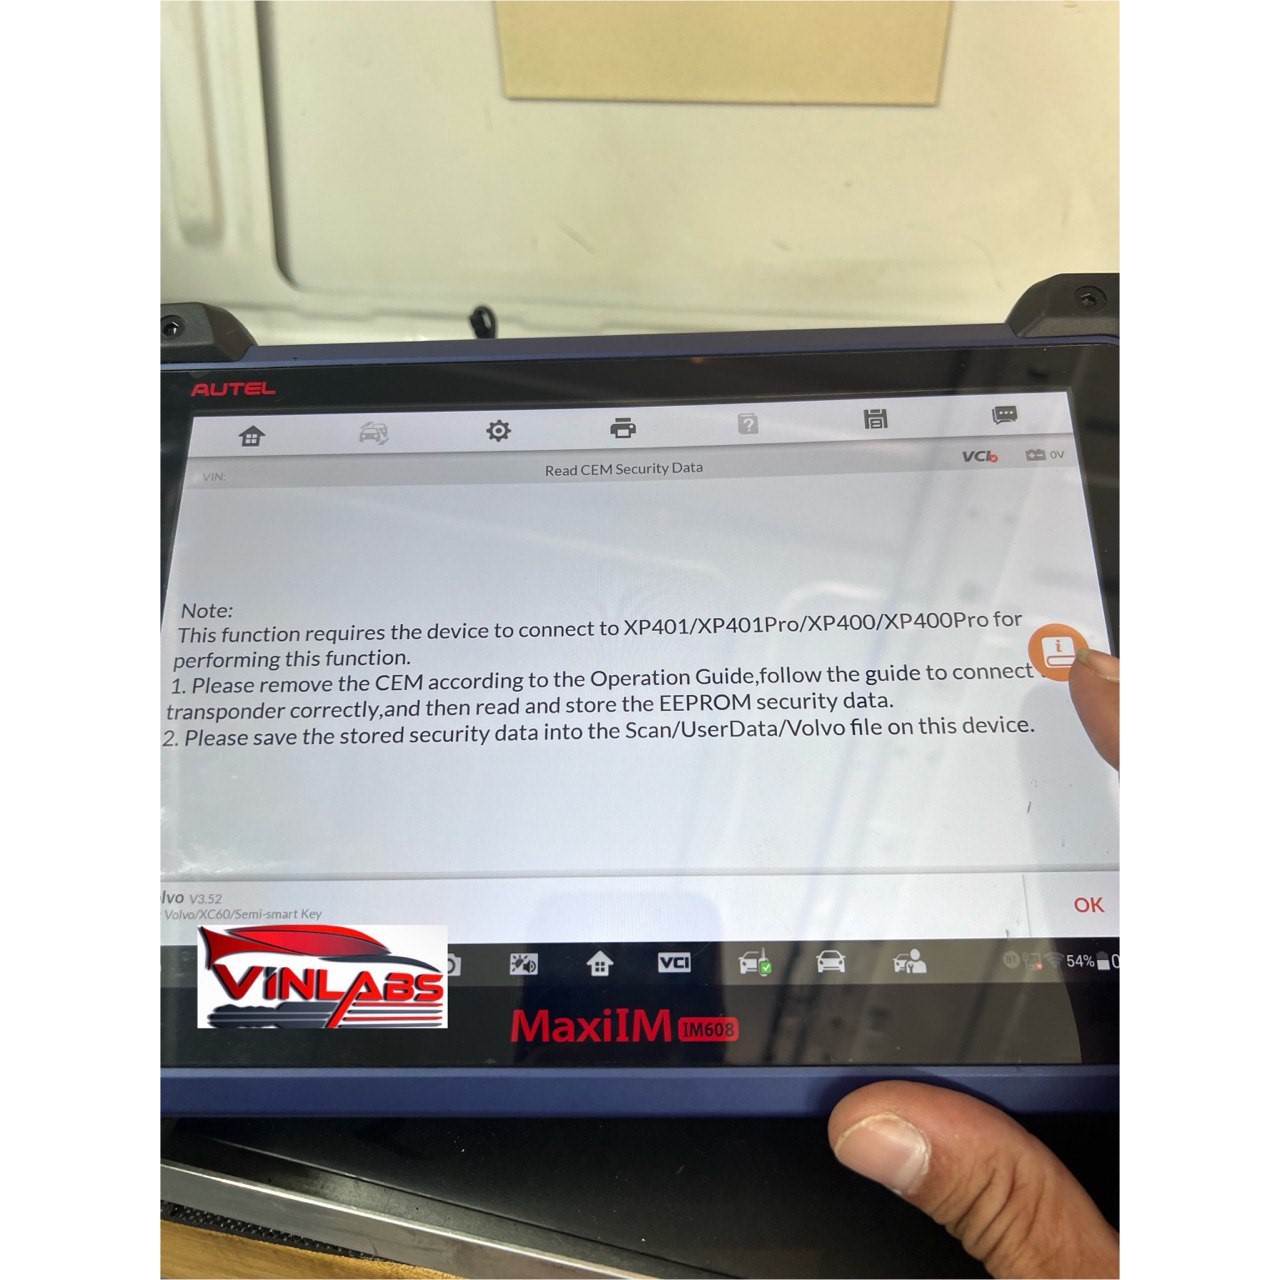 AUTEL
VIN:
Read CEM Security Data
VCI
0V
Note:
This function requires the device to connect to XP401/XP401Pro/XP400/XP400Pro for
performing this function.
1. Please remove the CEM according to the Operation Guide,follow the guide to connect
transponder correctly,and then read and store the EEPROM security data.
2. Please save the stored security data into the Scan/UserData/Volvo file on this device.
lvo V3.52
Volvo/XC60/Semi-smart Key
OK
VCI
54%
VINLABS
MaxiIM IM608